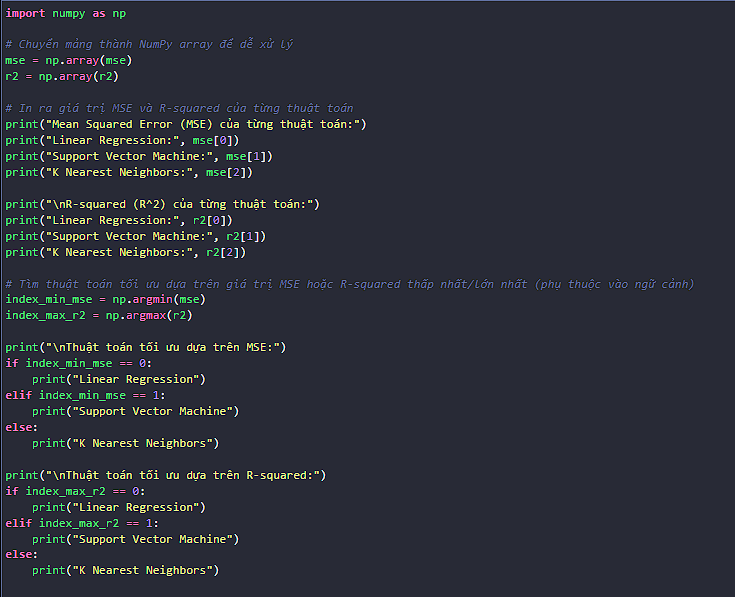 import numpy as np

# Chuyển mảng thành NumPy array để dễ xử lý
mse = np.array(mse)
r2 = np.array(r2)

# In ra giá trị MSE và R-squared của từng thuật toán
print("Mean Squared Error (MSE) của từng thuật toán:")
print("Linear Regression:", mse[0])
print("Support Vector Machine:", mse[1])
print("K Nearest Neighbors:", mse[2])

print("\nR-squared (R^2) của từng thuật toán:")
print("Linear Regression:", r2[0])
print("Support Vector Machine:", r2[1])
print("K Nearest Neighbors:", r2[2])

# Tìm thuật toán tối ưu dựa trên giá trị MSE hoặc R-squared thấp nhất/lớn nhất (phụ thuộc vào ngữ cảnh)
index_min_mse = np.argmin(mse)
index_max_r2 = np.argmax(r2)

print("\nThuật toán tối ưu dựa trên MSE:")
if index_min_mse == 0:
    print("Linear Regression")
elif index_min_mse == 1:
    print("Support Vector Machine")
else:
    print("K Nearest Neighbors")

print("\nThuật toán tối ưu dựa trên R-squared:")
if index_max_r2 == 0:
    print("Linear Regression")
elif index_max_r2 == 1:
    print("Support Vector Machine")
else:
    print("K Nearest Neighbors")